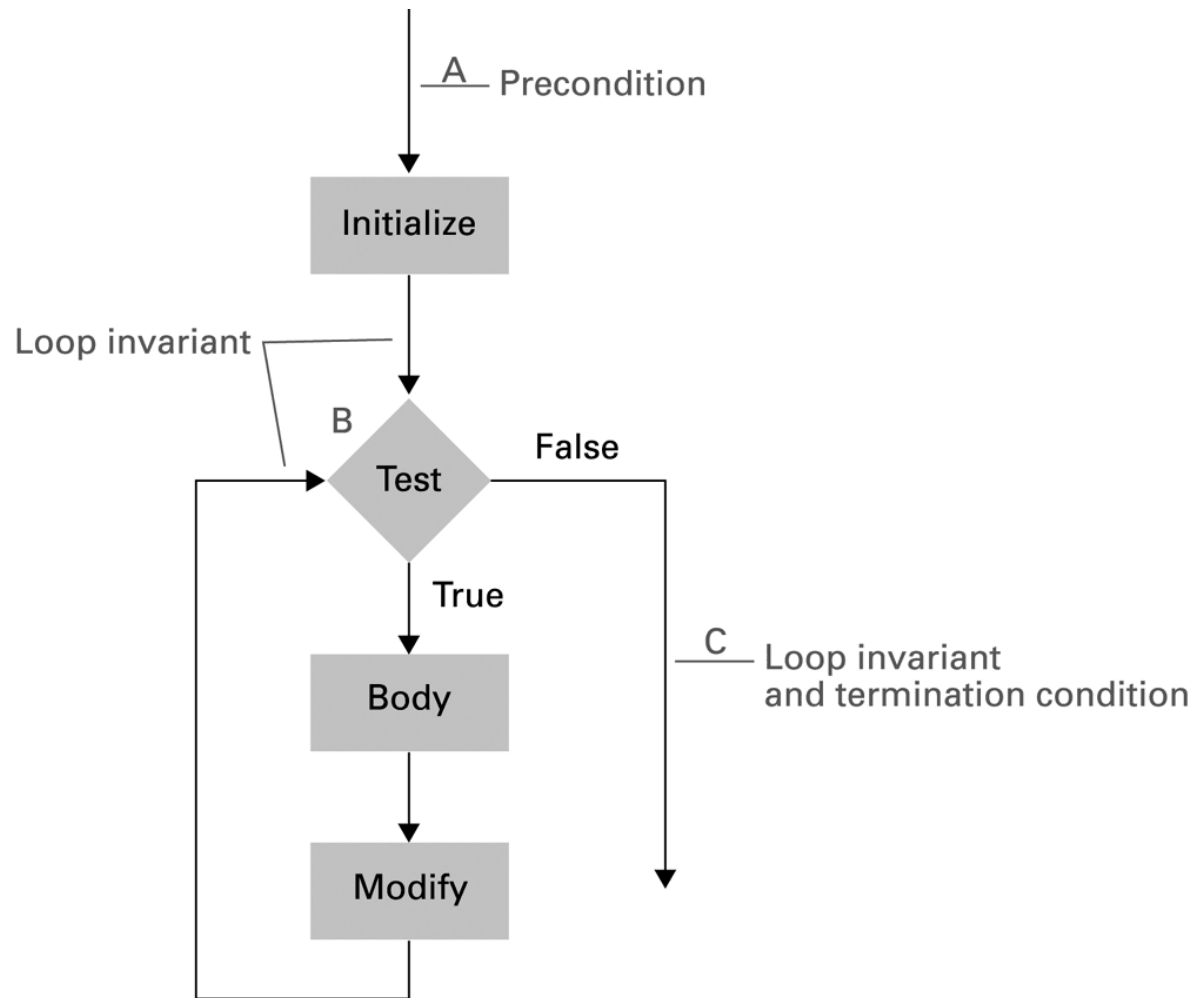 A
Precondition
Initialize
Loop invariant
B
False
Test
True
C
Loop invariant
and termination condition
Body
Modify